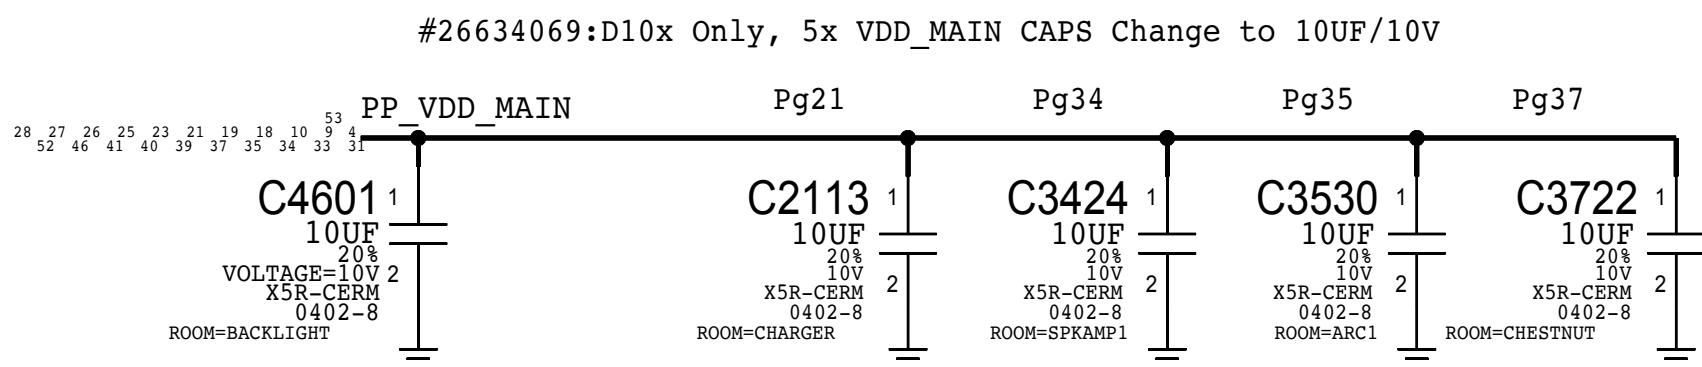 #26634069:D10x Only, 5x VDD_MAIN CAPS Change to 10UF/10V
PP_VDD_MAIN
Pg21
Pg34
Pg35
Pg37
53
28 27 26 25 23 21 19 18 10 9 4
52 46 41 40 39 37 35 34 33 31
C4601 1
10UF
20%
VOLTAGE=10V 2
X5R-CERM
0402-8
ROOM=BACKLIGHT
C2113 1
10UF
20%
10V
2
X5R-CERM
0402-8
ROOM=CHARGER
C3424 1
10UF
20%
10V
2
X5R-CERM
0402-8
ROOM=SPKAMP1
C3530 1
10UF
20%
10V
2
X5R-CERM
0402-8
ROOM=ARC1
C3722 1
10UF
20%
10V
2
X5R-CERM
0402-8
ROOM=CHESTNUT